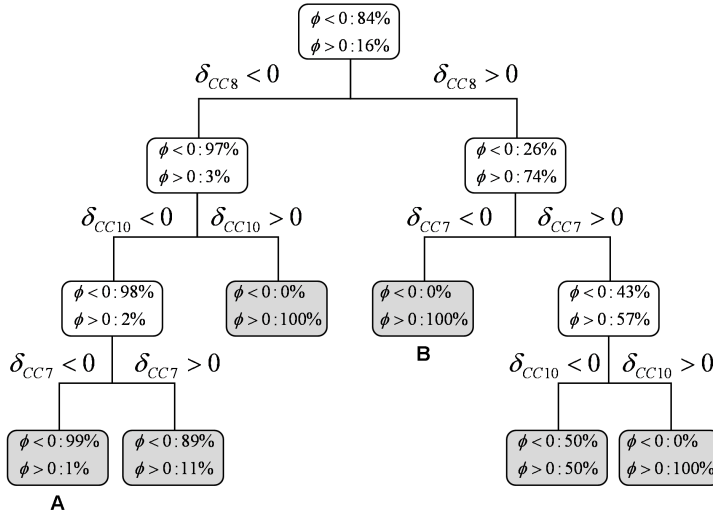 ϕ<0:84%
ϕ>0:16%
δCC8 < 0
δCC8 > 0
ϕ<0:97%
ϕ>0:3%
ϕ<0:26%
ϕ>0:74%
δCC10 < 0
δCC10 > 0
δCC7 < 0
δCC7 > 0
ϕ<0:98%
ϕ>0:2%
ϕ<0:0%
ϕ>0:100%
ϕ<0:0%
ϕ>0:100%
B
ϕ<0:43%
ϕ>0:57%
δCC7 < 0
δCC7 > 0
δCC10 < 0
δCC10 > 0
ϕ<0:99%
ϕ>0:1%
A
ϕ<0:89%
ϕ>0:11%
ϕ<0:50%
ϕ>0:50%
ϕ<0:0%
ϕ>0:100%